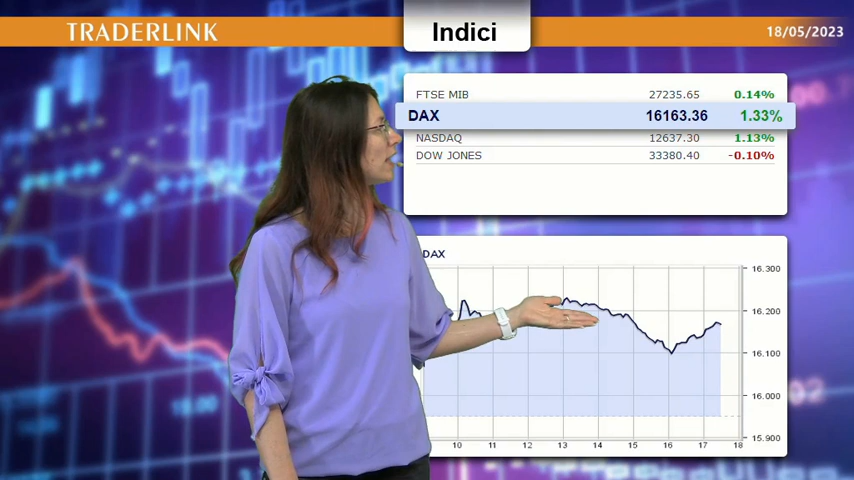 TRADERLINK
Indici
18/05/2023
FTSE MIB 27235.65 0.14%
DAX 16163.36 1.33%
NASDAQ 12637.30 1.13%
DOW JONES 33380.40 -0.10%
DAX
16.300
16.200
16.100
16.000
15.900
10 11 12 13 14 15 16 17 18